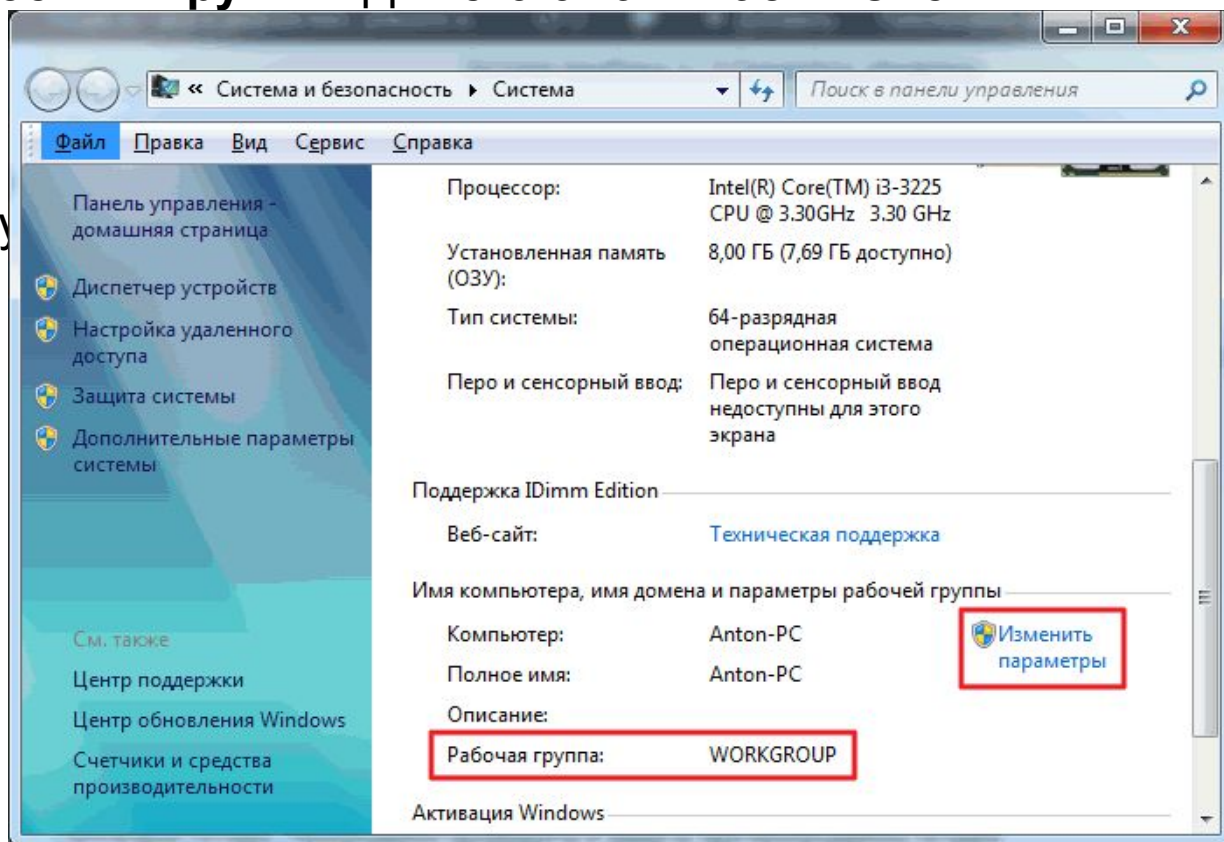 « Система и безопасность ▸ Система
Поиск в панели управления
Файл Правка Вид Сервис Справка
Панель управления -
домашняя страница
Диспетчер устройств
Настройка удаленного
доступа
Защита системы
Дополнительные параметры
системы
См. также
Центр поддержки
Центр обновления Windows
Счетчики и средства
производительности
Процессор: Intel(R) Core(TM) i3-3225
CPU @ 3.30GHz 3.30 GHz
Установленная память 8,00 ГБ (7,69 ГБ доступно)
(ОЗУ):
Тип системы: 64-разрядная
операционная система
Перо и сенсорный ввод: Перо и сенсорный ввод
недоступны для этого
экрана
Поддержка IDimm Edition
Веб-сайт: Техническая поддержка
Имя компьютера, имя домена и параметры рабочей группы
Компьютер: Anton-PC Изменить
параметры
Полное имя: Anton-PC
Описание:
Рабочая группа: WORKGROUP
Активация Windows